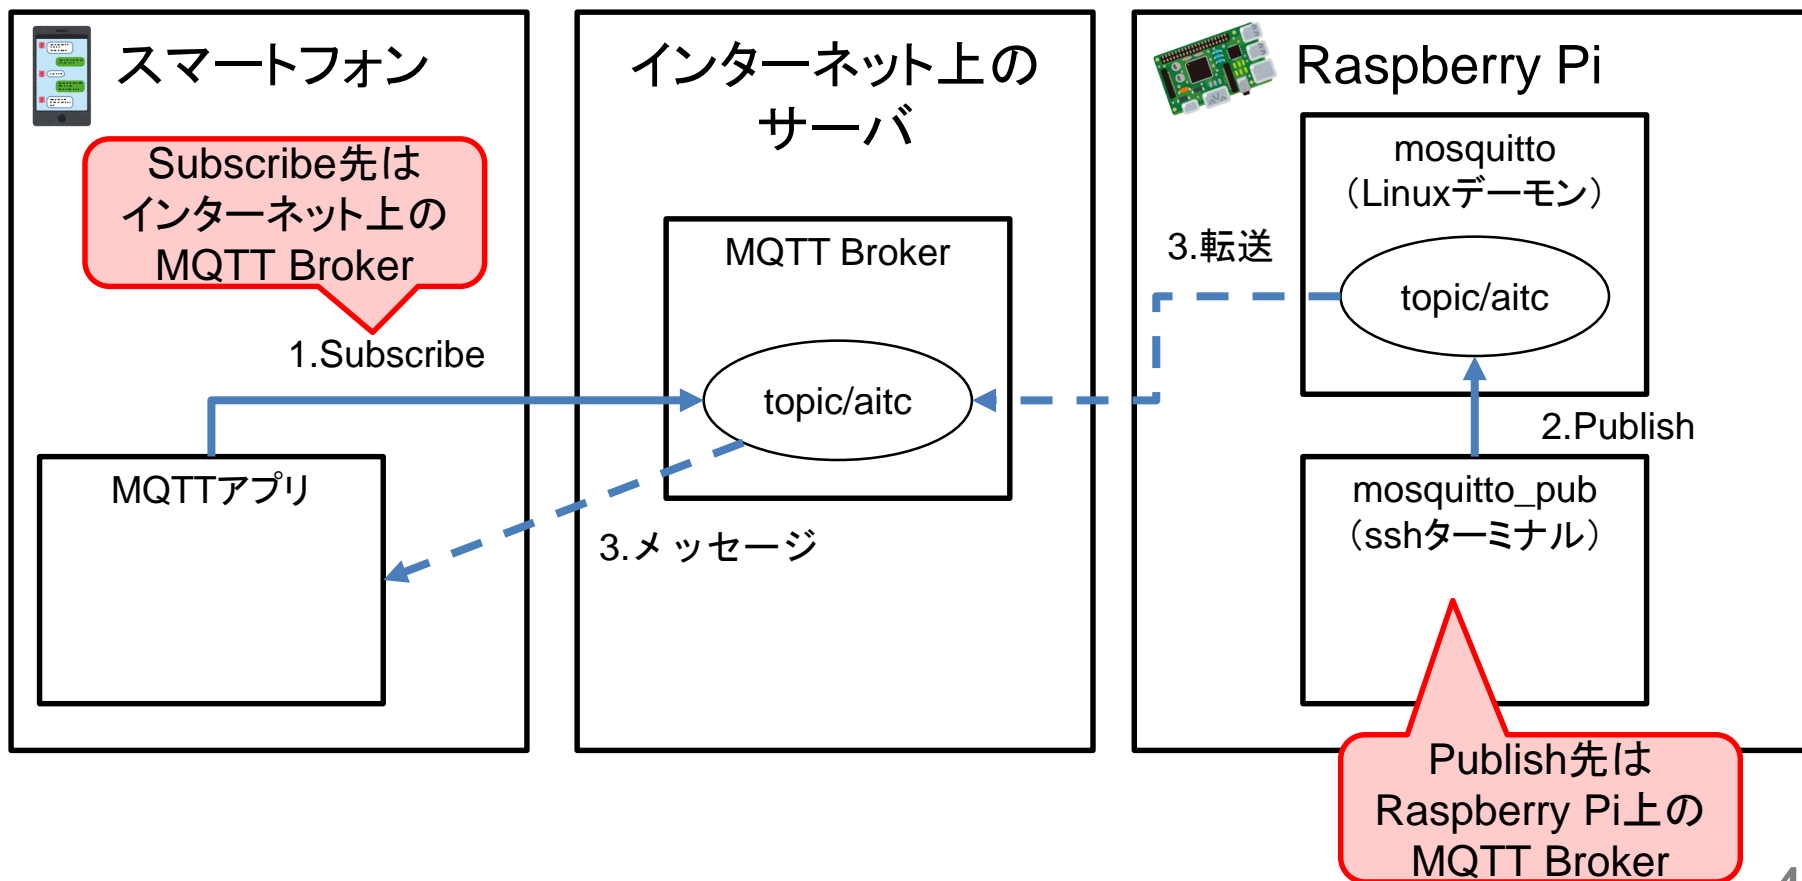 スマートフォン
Subscribe先は
インターネット上の
MQTT Broker
1.Subscribe
MQTTアプリ
インターネット上の
サーバ
MQTT Broker
topic/aitc
3.メッセージ
Raspberry Pi
mosquitto
（Linuxデーモン）
3.転送
topic/aitc
2.Publish
mosquitto_pub
（sshターミナル）
Publish先は
Raspberry Pi上の
MQTT Broker